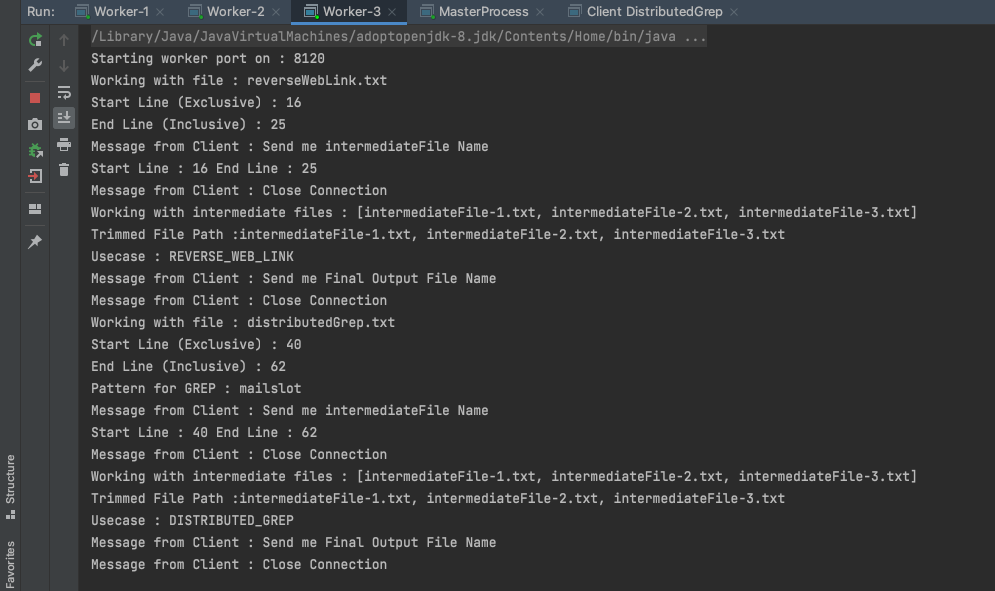 Run: Worker-1 Worker-2 Worker-3 MasterProcess Client DistributedGrep
/Library/Java/JavaVirtualMachines/adoptopenjdk-8.jdk/Contents/Home/bin/java ...
Starting worker port on : 8120
Working with file : reverseWebLink.txt
Start Line (Exclusive) : 16
End Line (Inclusive) : 25
Message from Client : Send me intermediateFile Name
Start Line : 16 End Line : 25
Message from Client : Close Connection
Working with intermediate files : [intermediateFile-1.txt, intermediateFile-2.txt, intermediateFile-3.txt]
Trimmed File Path :intermediateFile-1.txt, intermediateFile-2.txt, intermediateFile-3.txt
Usecase : REVERSE_WEB_LINK
Message from Client : Send me Final Output File Name
Message from Client : Close Connection
Working with file : distributedGrep.txt
Start Line (Exclusive) : 40
End Line (Inclusive) : 62
Pattern for GREP : mailslot
Message from Client : Send me intermediateFile Name
Start Line : 40 End Line : 62
Message from Client : Close Connection
Working with intermediate files : [intermediateFile-1.txt, intermediateFile-2.txt, intermediateFile-3.txt]
Trimmed File Path :intermediateFile-1.txt, intermediateFile-2.txt, intermediateFile-3.txt
Usecase : DISTRIBUTED_GREP
Message from Client : Send me Final Output File Name
Message from Client : Close Connection
Structure
Favorites